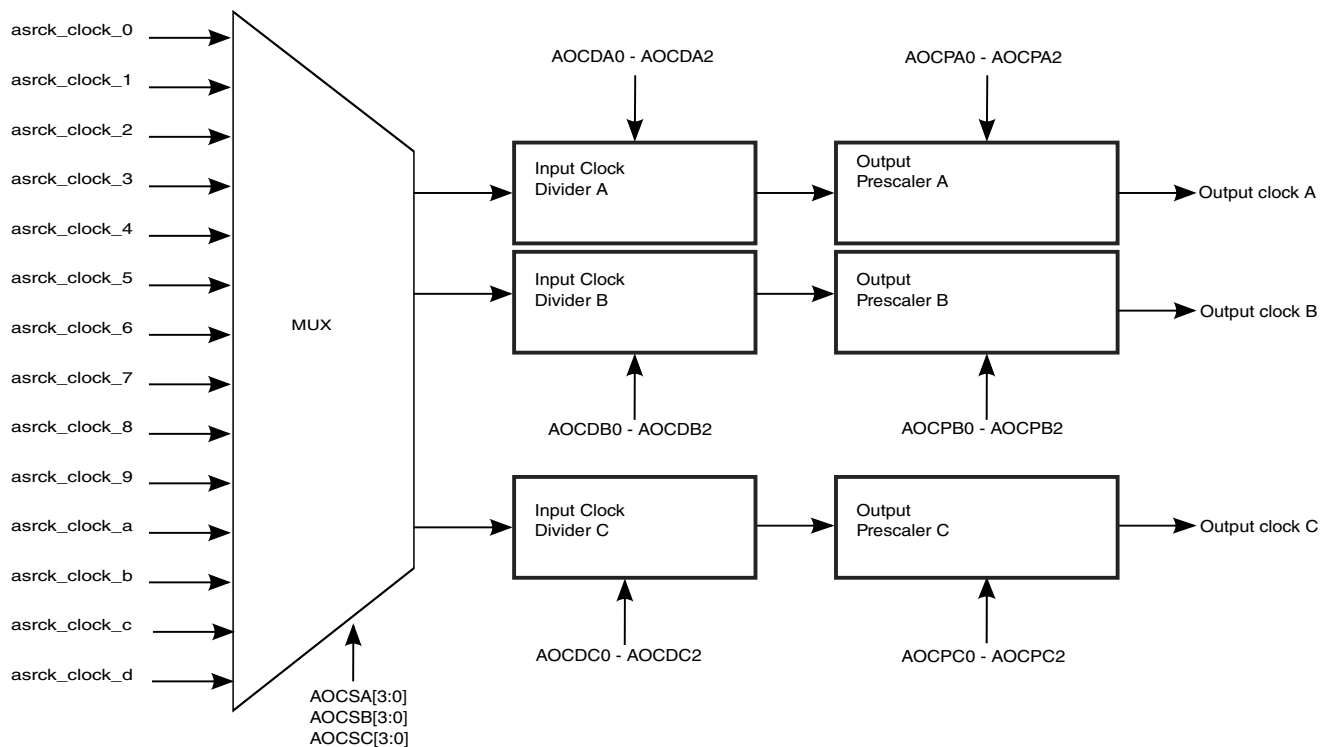 asrck_clock_0
asrck_clock_1
asrck_clock_2
asrck_clock_3
asrck_clock_4
asrck_clock_5
asrck_clock_6
asrck_clock_7
asrck_clock_8
asrck_clock_9
asrck_clock_a
asrck_clock_b
asrck_clock_c
asrck_clock_d
MUX
AOCSA[3:0]
AOCSB[3:0]
AOCSC[3:0]
AOCDA0 - AOCDA2
AOCPA0 - AOCPA2
Input Clock
Divider A
Output
Prescaler A
Output clock A
Input Clock
Divider B
Output
Prescaler B
Output clock B
AOCDB0 - AOCDB2
AOCPB0 - AOCPB2
Input Clock
Divider C
Output
Prescaler C
Output clock C
AOCDC0 - AOCDC2
AOCPC0 - AOCPC2